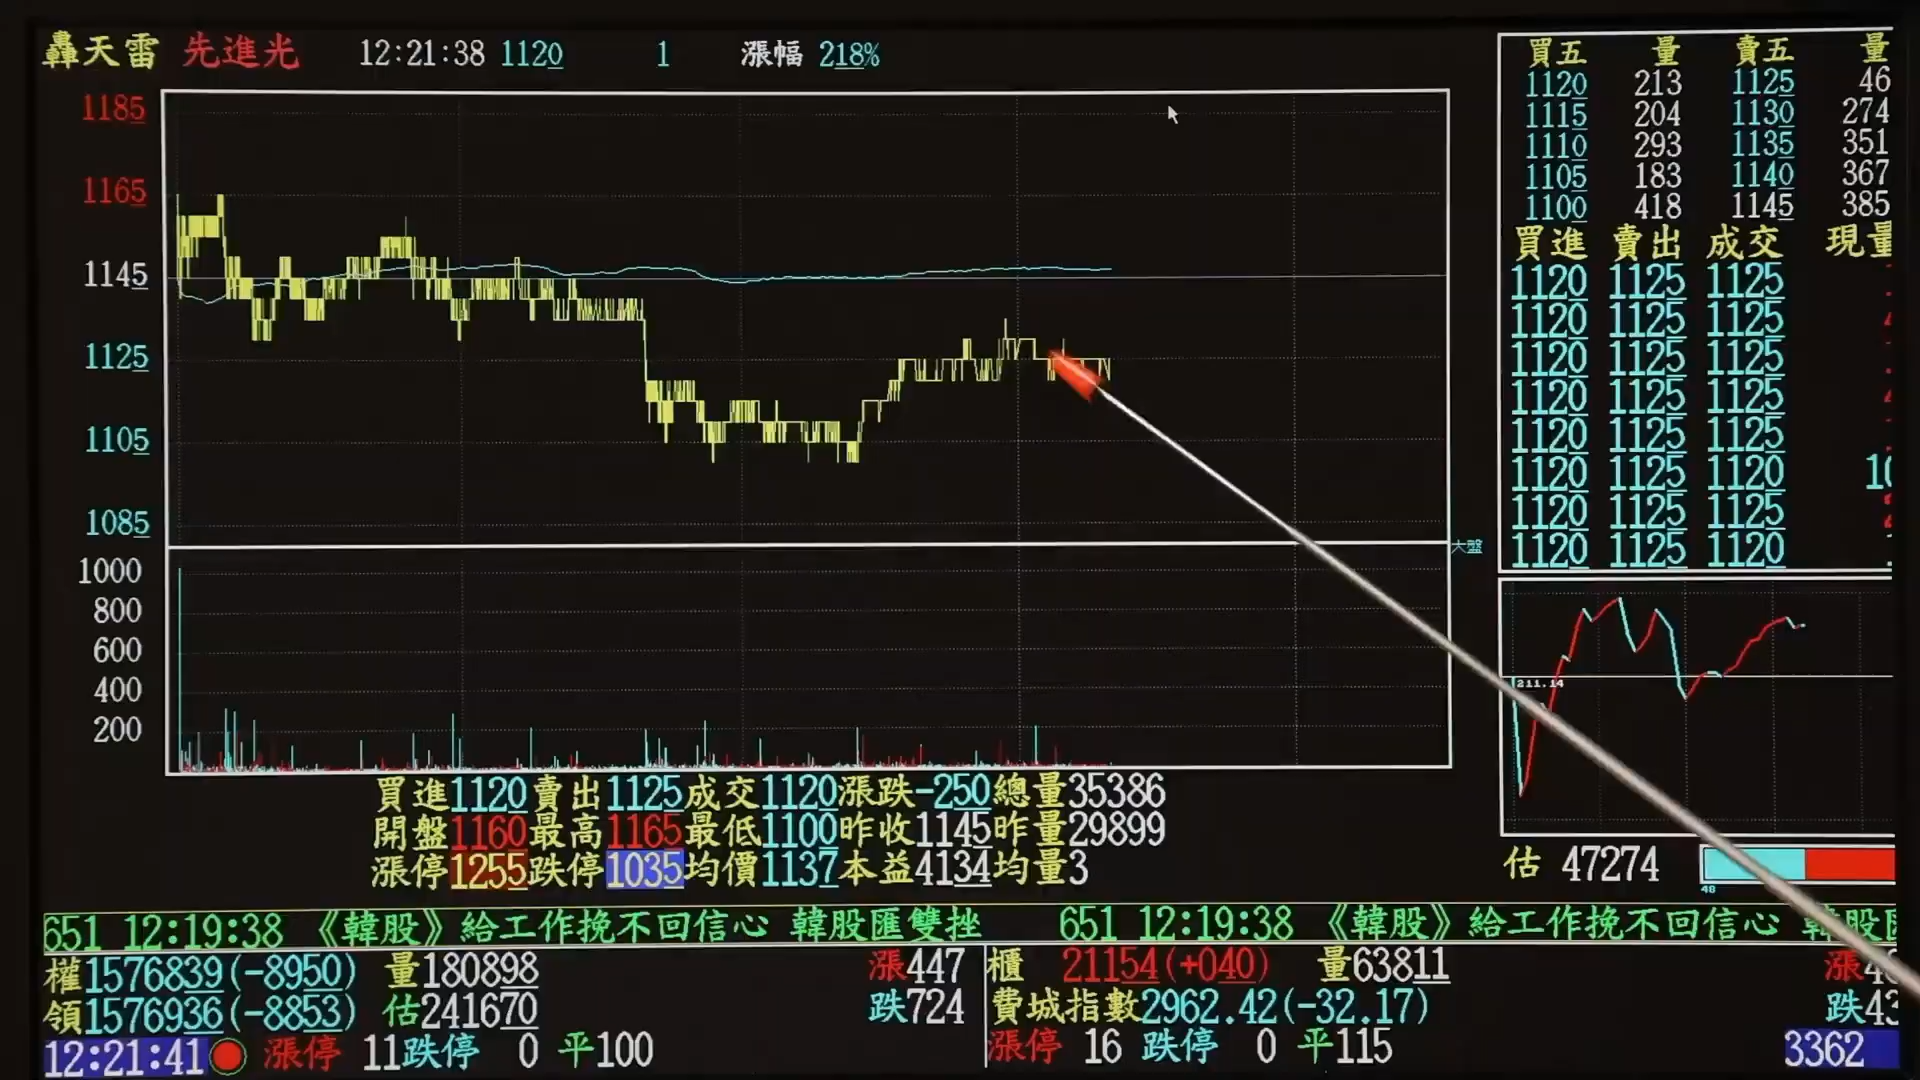 轟天雷 先進光 12:21:38 1120 1 漲幅 218%
1185
1165
1145
1125
1105
1085
1000
800
600
400
200
買五 量 賣五 量
1120 213 1125 46
1115 204 1130 274
1110 293 1135 351
1105 183 1140 367
1100 418 1145 385
買進 賣出 成交 現量
1120 1125 1125
1120 1125 1125
1120 1125 1125
1120 1125 1125
1120 1125 1125
1120 1125 1120
1120 1125 1125
1120 1125 1120
大盤
211.14
估 47274
48
買進1120賣出1125成交1120漲跌-250總量35386
開盤1160最高1165最低1100昨收1145昨量29899
漲停1255跌停1035均價1137本益4134均量3
651 12:19:38 《韓股》給工作挽不回信心 韓股匯雙挫 651 12:19:38 《韓股》給工作挽不回信心 韓股
權1576839(-8950) 量180898 漲447 櫃 21154(+040) 量63811 漲
領1576936(-8853) 估241670 跌724 費城指數2962.42(-32.17) 跌43
12:21:41 漲停 11跌停 0 平100 漲停 16 跌停 0 平115 3362